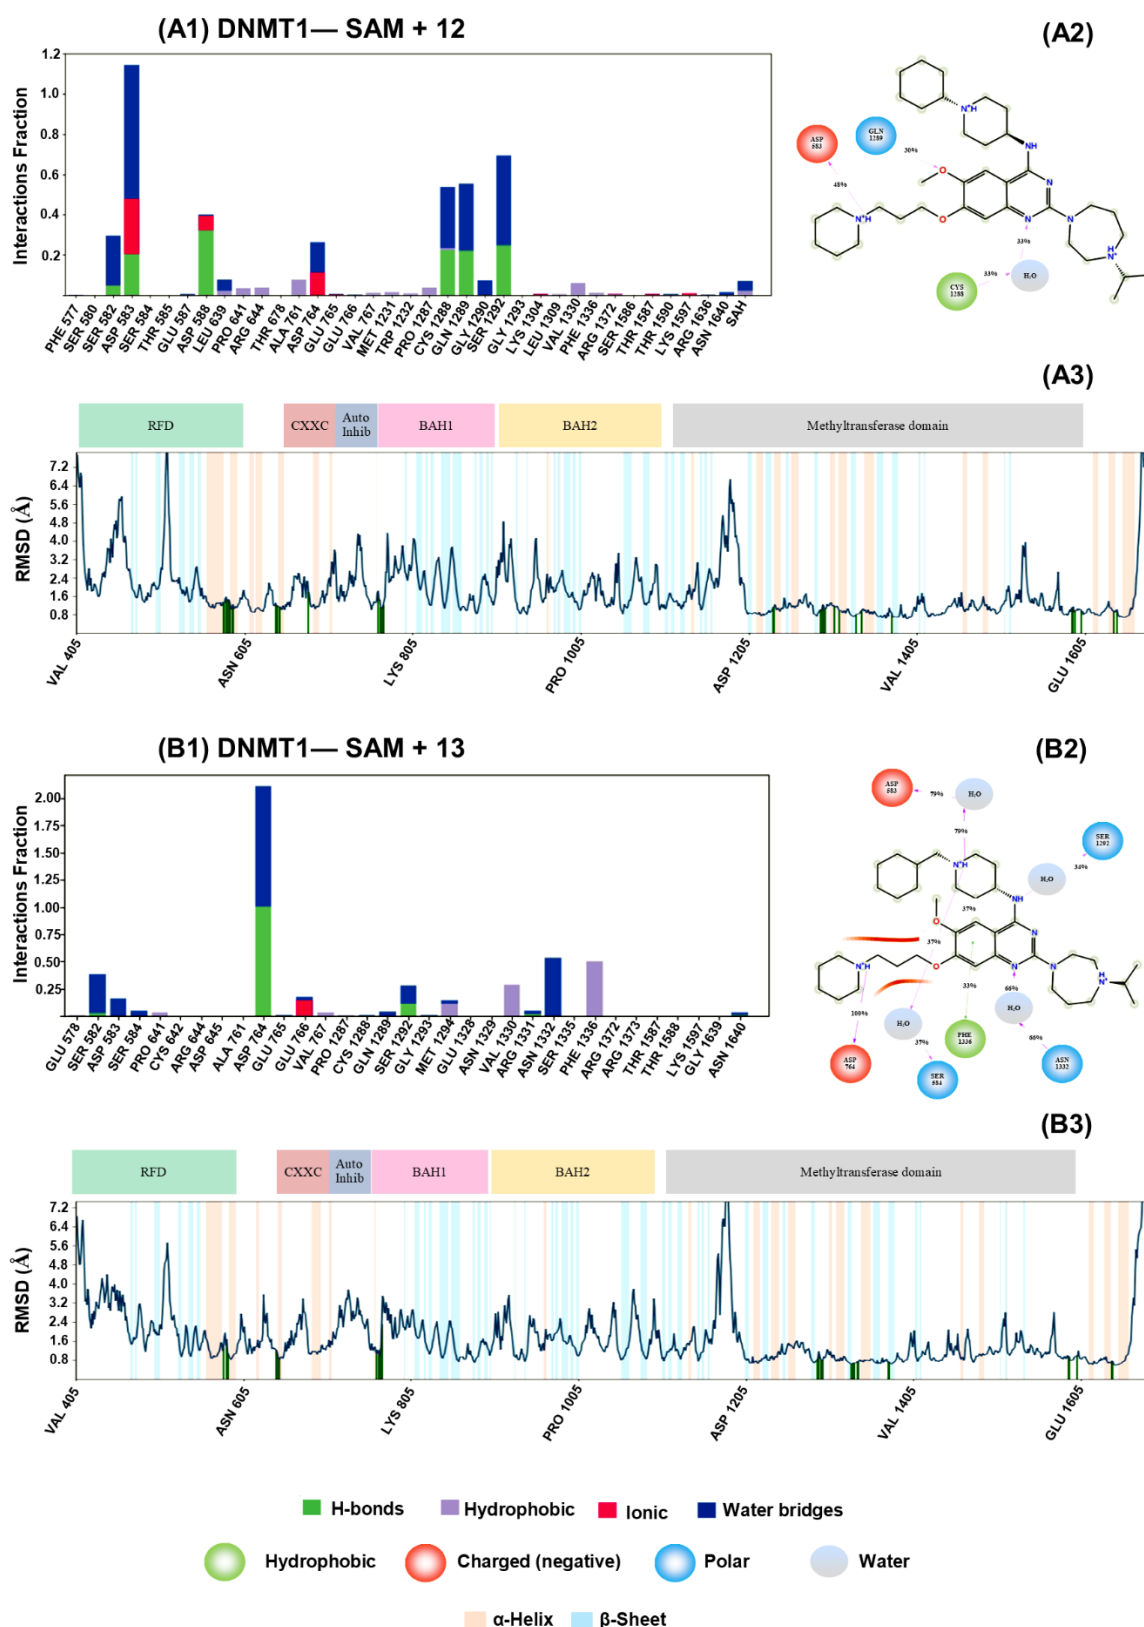 (A1) DNMT1— SAM + 12
(A2)
Interactions Fraction
1.2
1.0
0.8
0.6
0.4
0.2
PHE 577
SER 580
SER 582
ASP 583
SER 584
THR 585
GLU 587
ASP 588
LEU 639
PRO 641
ARG 644
THR 678
ALA 761
ASP 764
GLU 765
GLU 766
VAL 767
MET 1231
TRP 1232
PRO 1287
CYS 1288
GLN 1289
GLY 1290
SER 1292
GLY 1293
LYS 1304
LEU 1309
VAL 1330
PHE 1336
ARG 1372
SER 1586
THR 1587
THR 1590
LYS 1597
ARG 1636
ASN 1640
SAH
ASP
583
GLN
1289
30%
48%
NH
N⁺H
N
O
N⁺H
O
N
N
H
N⁺
33%
33%
H₂O
CYS
1288
(A3)
RFD
CXXC
Auto
Inhib
BAH1
BAH2
Methyltransferase domain
RMSD (Å)
7.2
6.4
5.6
4.8
4.0
3.2
2.4
1.6
0.8
VAL 405
ASN 605
LYS 805
PRO 1005
ASP 1205
VAL 1405
GLU 1605
(B1) DNMT1— SAM + 13
(B2)
Interactions Fraction
2.00
1.75
1.50
1.25
1.00
0.75
0.50
0.25
GLU 578
SER 582
ASP 583
SER 584
PRO 641
CYS 642
ARG 644
ASP 645
ALA 761
ASP 764
GLU 765
GLU 766
VAL 767
PRO 1287
CYS 1288
GLN 1289
SER 1292
GLY 1293
MET 1294
GLU 1328
ASN 1329
VAL 1330
ARG 1331
ASN 1332
SER 1335
PHE 1336
ARG 1372
ARG 1373
THR 1587
THR 1588
LYS 1597
GLY 1639
ASN 1640
ASP
583
79%
H₂O
79%
SER
1292
34%
H₂O
N⁺H
NH
37%
O
37%
N
N⁺H
O
N
N
N⁺
H
66%
33%
100%
H₂O
H₂O
37%
66%
ASP
764
SER
584
PHE
1336
ASN
1332
(B3)
RFD
CXXC
Auto
Inhib
BAH1
BAH2
Methyltransferase domain
RMSD (Å)
7.2
6.4
5.6
4.8
4.0
3.2
2.4
1.6
0.8
VAL 405
ASN 605
LYS 805
PRO 1005
ASP 1205
VAL 1405
GLU 1605
H-bonds
Hydrophobic
Ionic
Water bridges
Hydrophobic
Charged (negative)
Polar
Water
α-Helix
β-Sheet